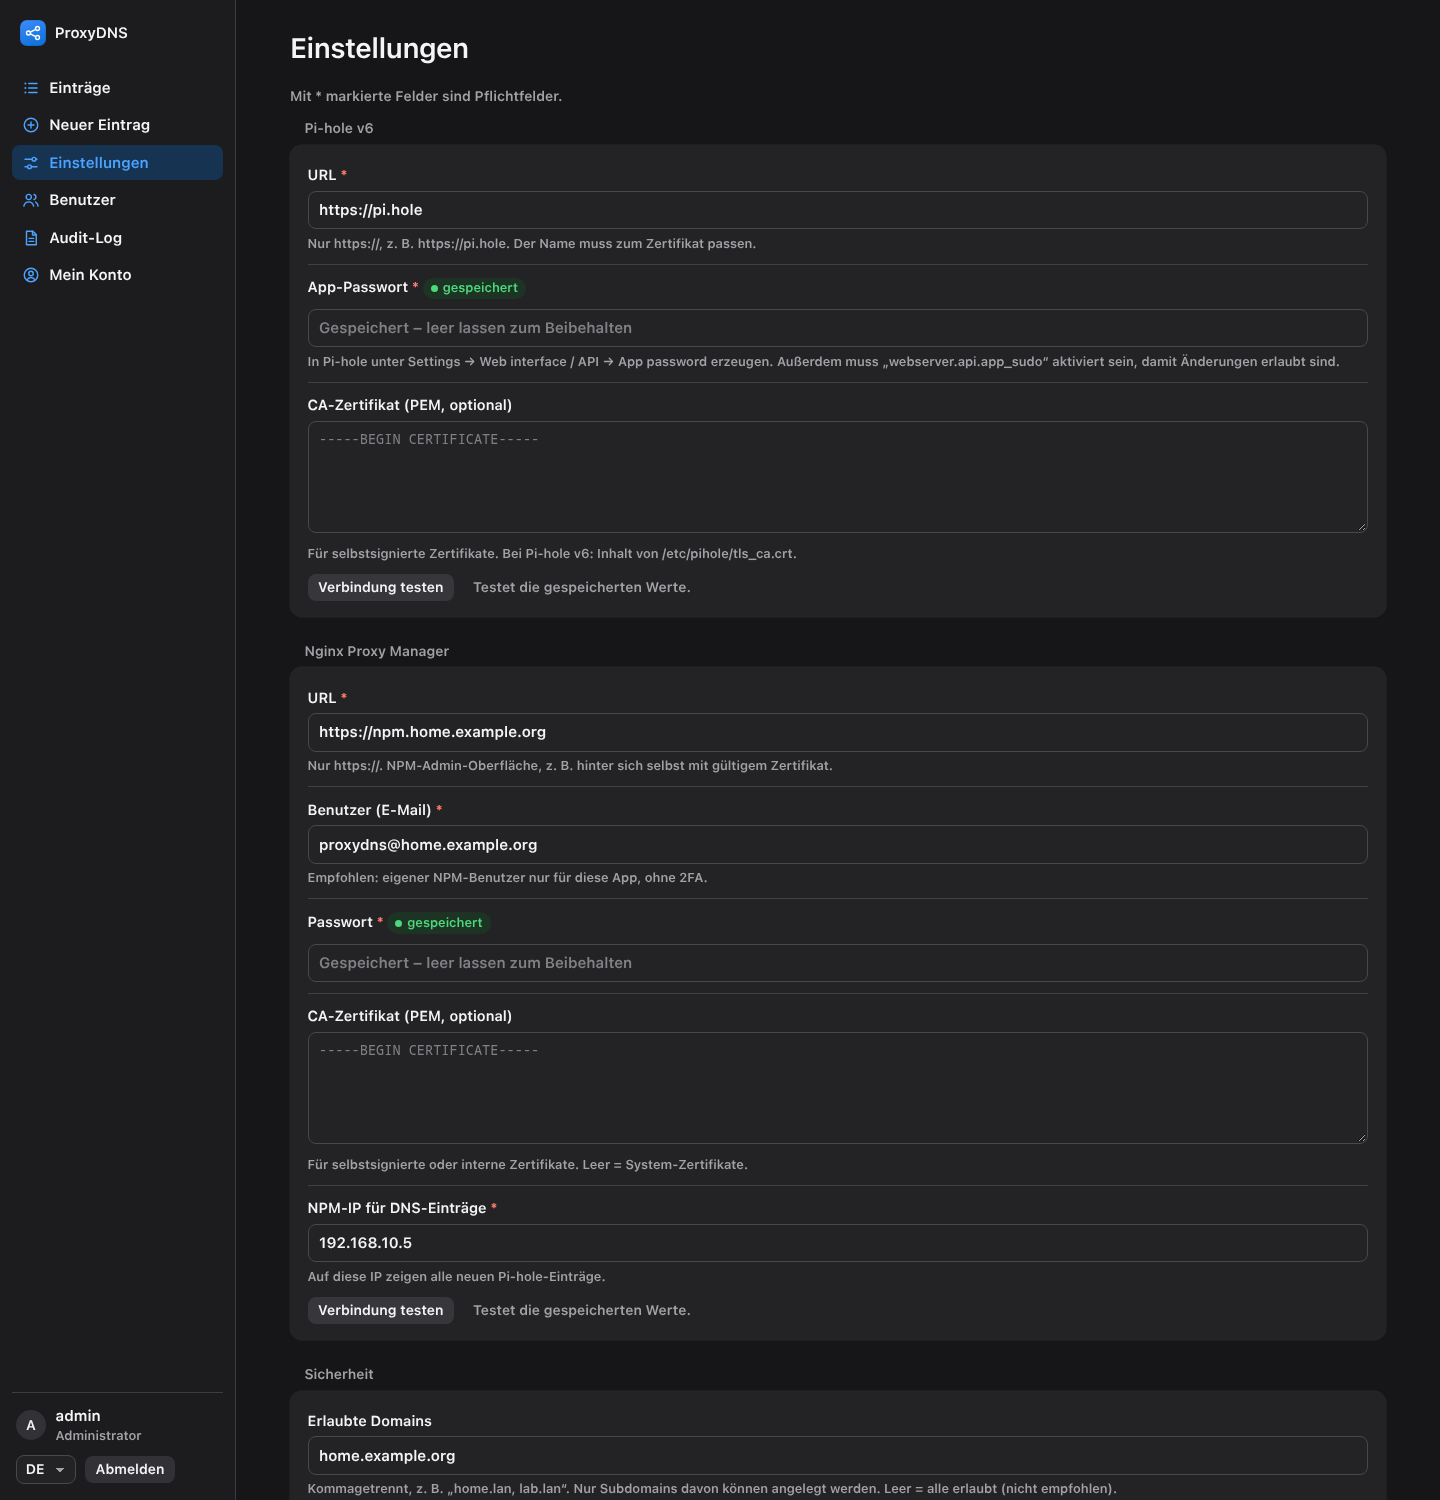 ProxyDNS
Einträge
Neuer Eintrag
Einstellungen
Benutzer
Audit-Log
Mein Konto
Einstellungen
Mit * markierte Felder sind Pflichtfelder.
Pi-hole v6
URL *
https://pi.hole
Nur https://, z. B. https://pi.hole. Der Name muss zum Zertifikat passen.
App-Passwort * gespeichert
Gespeichert – leer lassen zum Beibehalten
In Pi-hole unter Settings → Web interface / API → App password erzeugen. Außerdem muss „webserver.api.app_sudo“ aktiviert sein, damit Änderungen erlaubt sind.
CA-Zertifikat (PEM, optional)
-----BEGIN CERTIFICATE-----
Für selbstsignierte Zertifikate. Bei Pi-hole v6: Inhalt von /etc/pihole/tls_ca.crt.
Verbindung testen Testet die gespeicherten Werte.
Nginx Proxy Manager
URL *
https://npm.home.example.org
Nur https://. NPM-Admin-Oberfläche, z. B. hinter sich selbst mit gültigem Zertifikat.
Benutzer (E-Mail) *
proxydns@home.example.org
Empfohlen: eigener NPM-Benutzer nur für diese App, ohne 2FA.
Passwort * gespeichert
Gespeichert – leer lassen zum Beibehalten
CA-Zertifikat (PEM, optional)
-----BEGIN CERTIFICATE-----
Für selbstsignierte oder interne Zertifikate. Leer = System-Zertifikate.
NPM-IP für DNS-Einträge *
192.168.10.5
Auf diese IP zeigen alle neuen Pi-hole-Einträge.
Verbindung testen Testet die gespeicherten Werte.
Sicherheit
Erlaubte Domains
home.example.org
Kommagetrennt, z. B. „home.lan, lab.lan“. Nur Subdomains davon können angelegt werden. Leer = alle erlaubt (nicht empfohlen).
A admin
Administrator
DE Abmelden